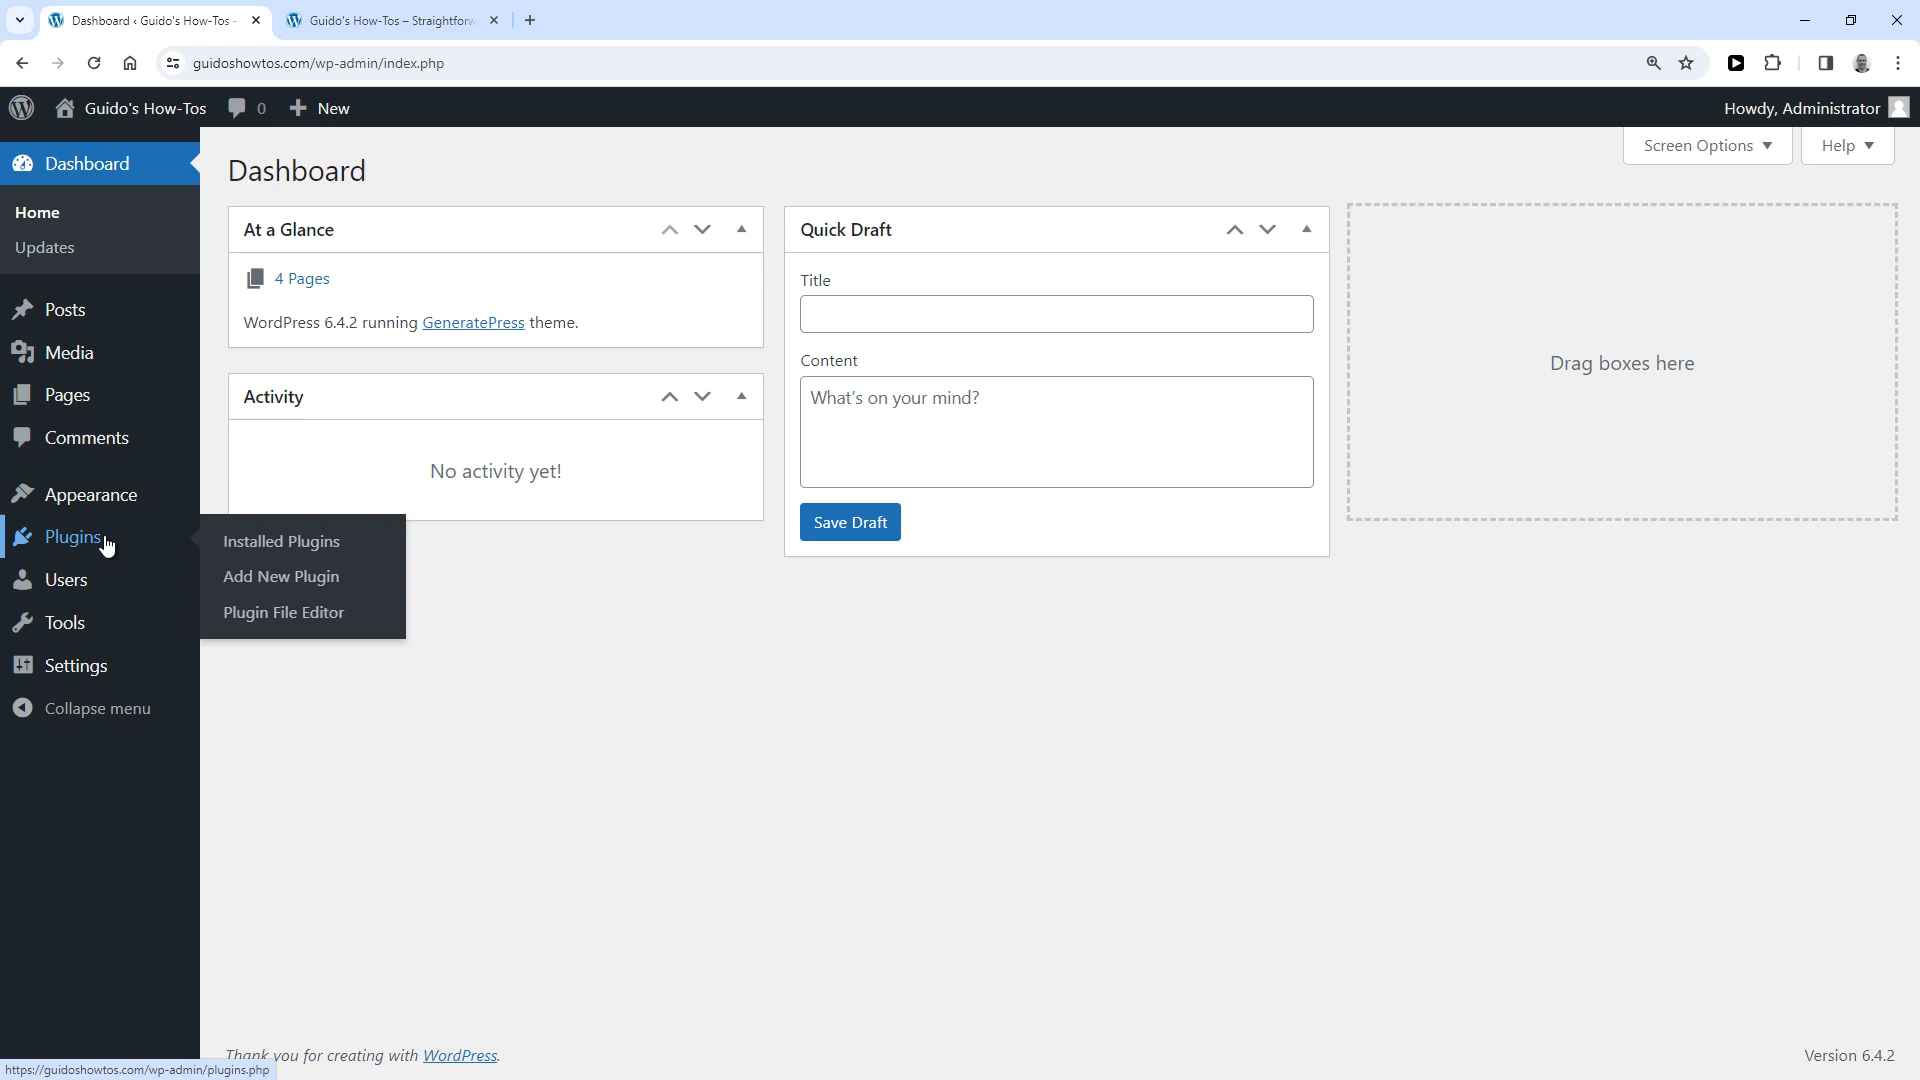 Dashboard ‹ Guido's How-Tos –
Guido's How-Tos – Straightforw
guidoshowtos.com/wp-admin/index.php
Guido's How-Tos
0
New
Howdy, Administrator
Dashboard
Home
Updates
Posts
Media
Pages
Comments
Appearance
Plugins
Users
Tools
Settings
Collapse menu
Installed Plugins
Add New Plugin
Plugin File Editor
Screen Options
Help
Dashboard
At a Glance
4 Pages
WordPress 6.4.2 running GeneratePress theme.
Activity
No activity yet!
Quick Draft
Title
Content
What's on your mind?
Save Draft
Drag boxes here
Thank you for creating with WordPress.
Version 6.4.2
https://guidoshowtos.com/wp-admin/plugins.php